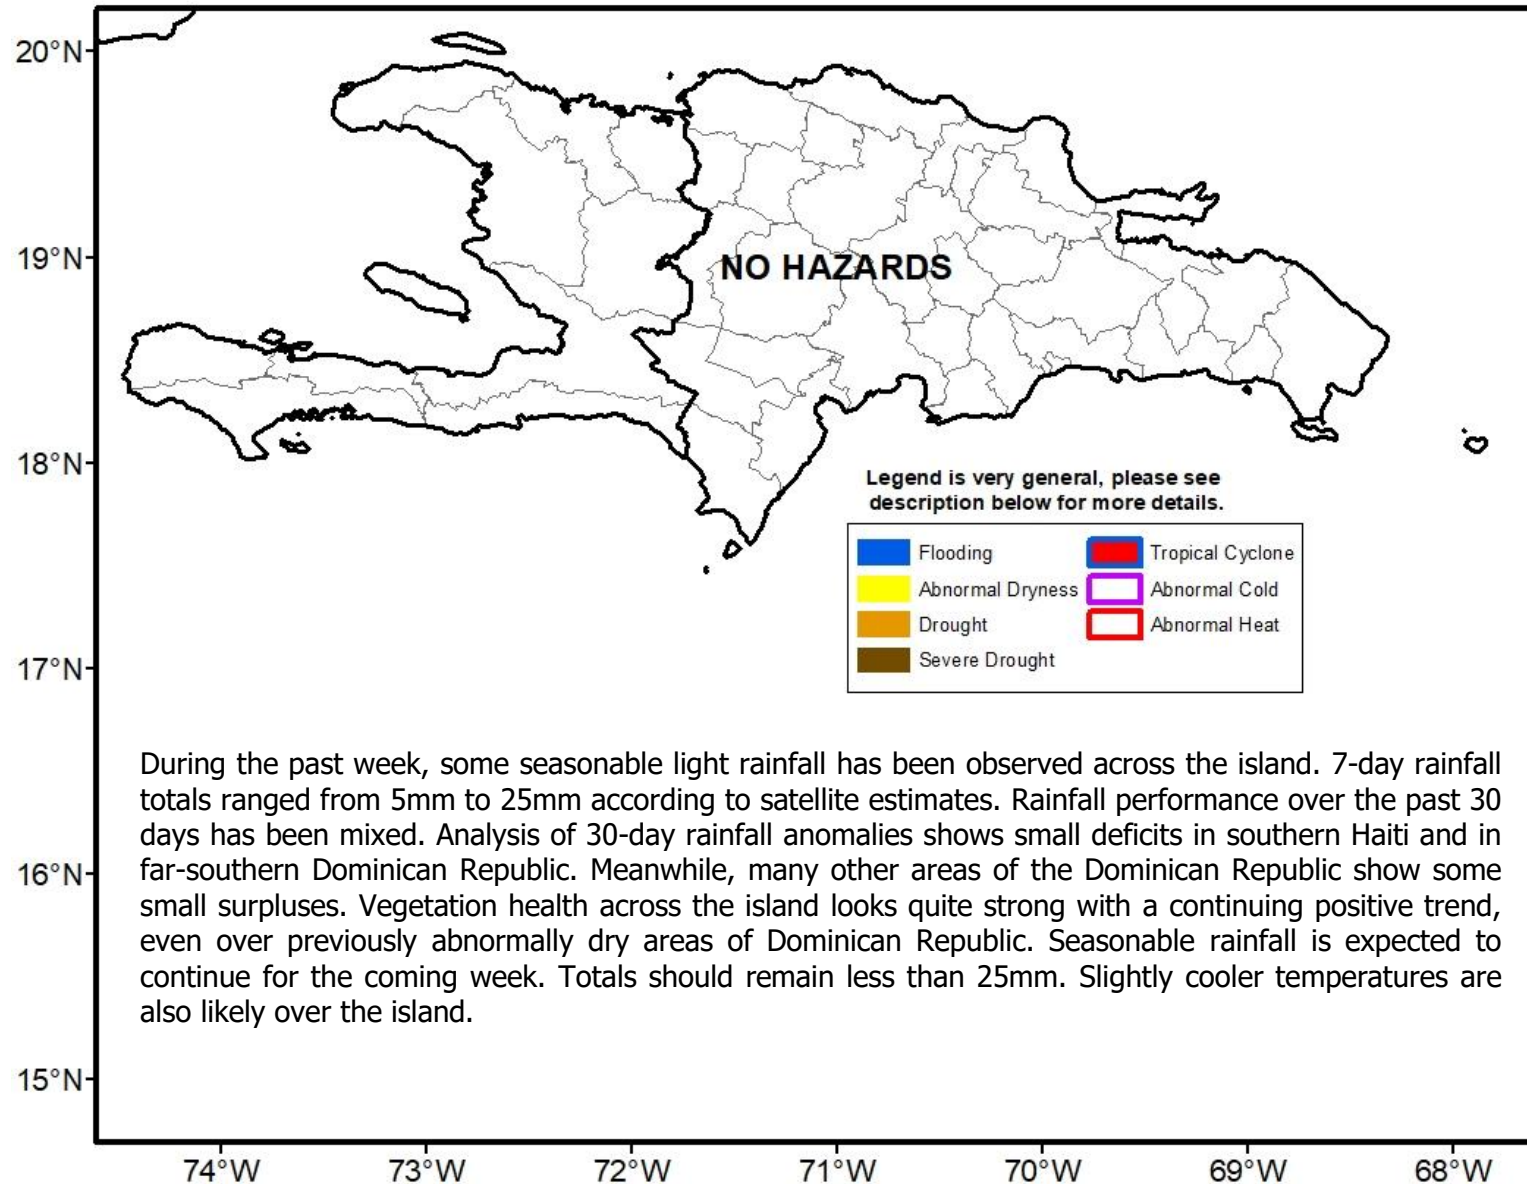 20°N
19°N
18°N
17°N
16°N
15°N
NO HAZARDS
Legend is very general, please see
description below for more details.
Flooding
Tropical Cyclone
Abnormal Dryness
Abnormal Cold
Drought
Abnormal Heat
Severe Drought
During the past week, some seasonable light rainfall has been observed across the island. 7-day rainfall
totals ranged from 5mm to 25mm according to satellite estimates. Rainfall performance over the past 30
days has been mixed. Analysis of 30-day rainfall anomalies shows small deficits in southern Haiti and in
far-southern Dominican Republic. Meanwhile, many other areas of the Dominican Republic show some
small surpluses. Vegetation health across the island looks quite strong with a continuing positive trend,
even over previously abnormally dry areas of Dominican Republic. Seasonable rainfall is expected to
continue for the coming week. Totals should remain less than 25mm. Slightly cooler temperatures are
also likely over the island.
74°W
73°W
72°W
71°W
70°W
69°W
68°W